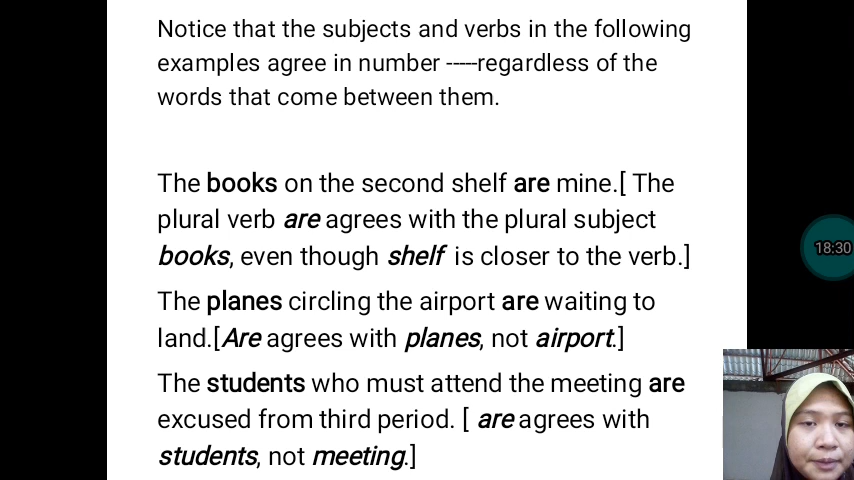 Notice that the subjects and verbs in the following
examples agree in number -----regardless of the
words that come between them.
The books on the second shelf are mine.[ The
plural verb are agrees with the plural subject
books, even though shelf is closer to the verb.]
The planes circling the airport are waiting to
land.[Are agrees with planes, not airport.]
The students who must attend the meeting are
excused from third period. [ are agrees with
students, not meeting.]
18:30